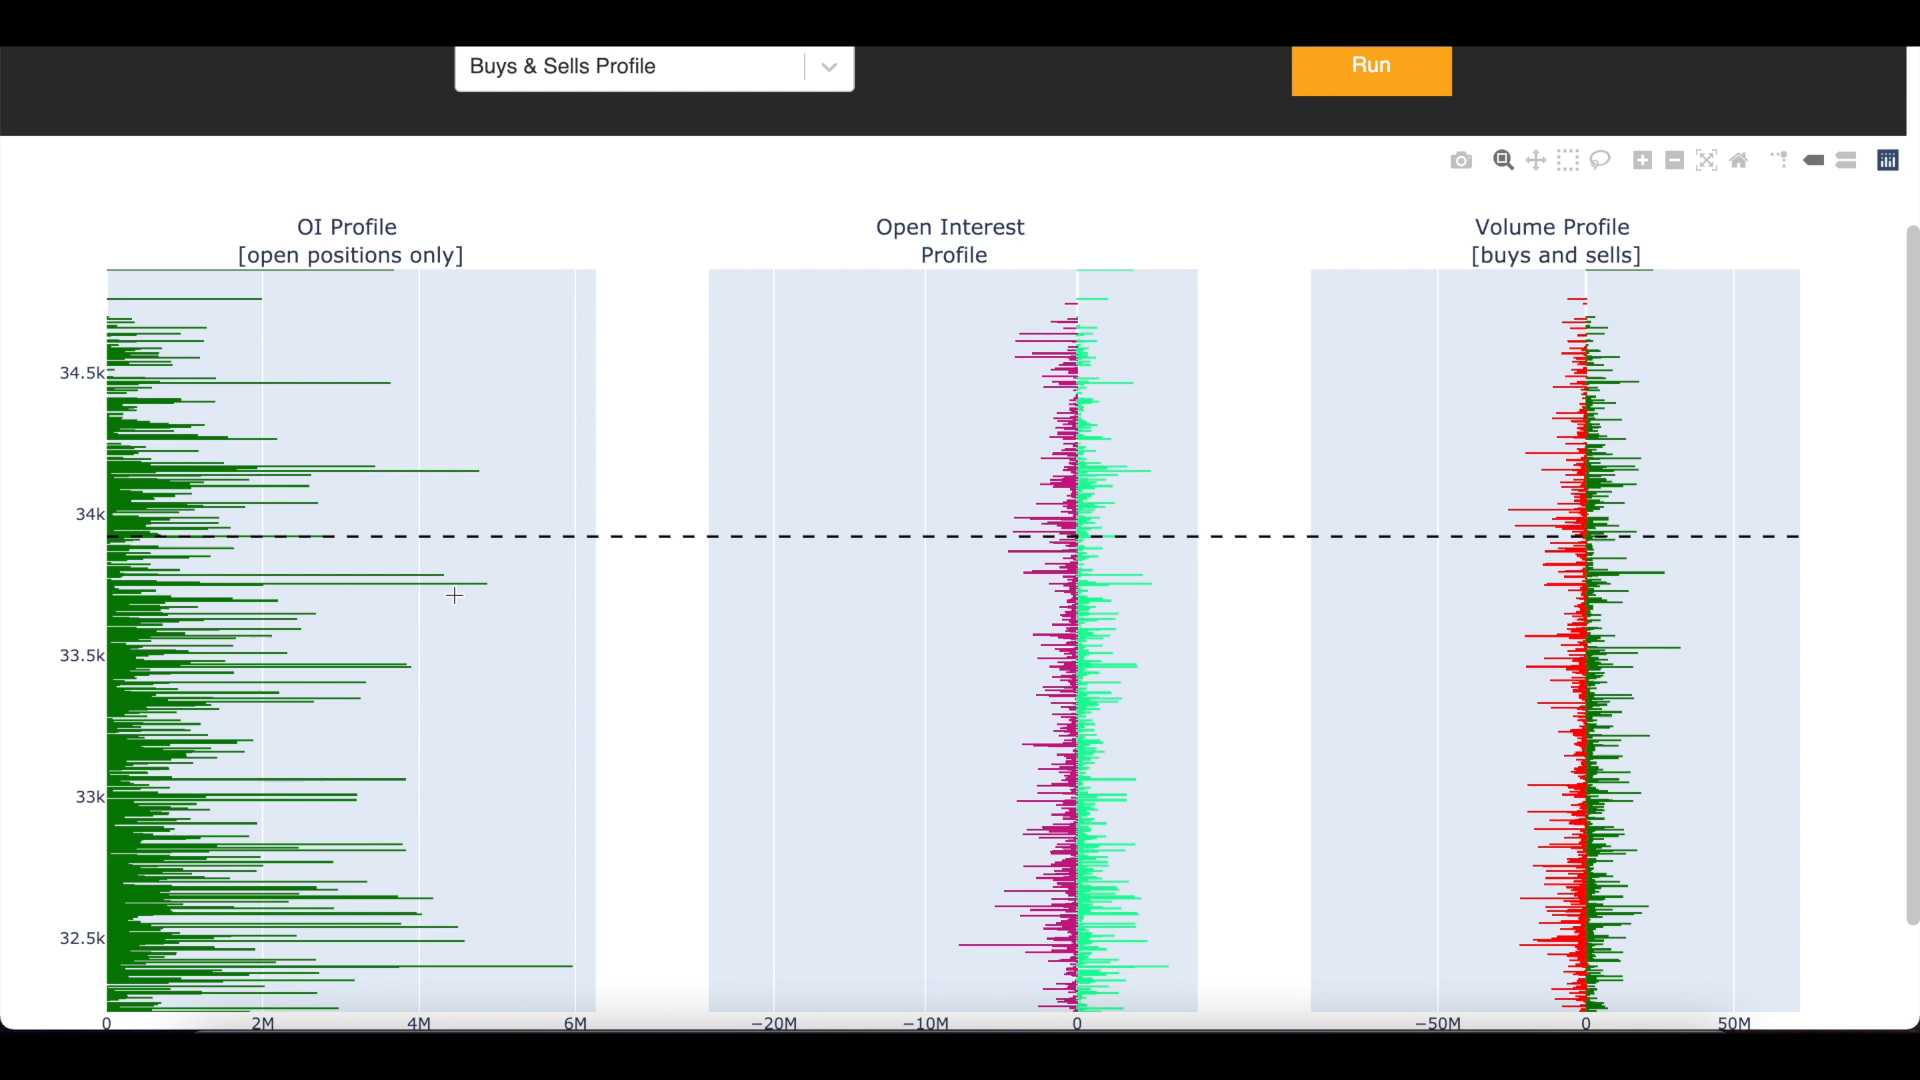 Buys & Sells Profile
Run
OI Profile
[open positions only]
Open Interest
Profile
Volume Profile
[buys and sells]
34.5k
34k
33.5k
33k
32.5k
0 2M 4M 6M
−20M −10M 0
−50M 0 50M